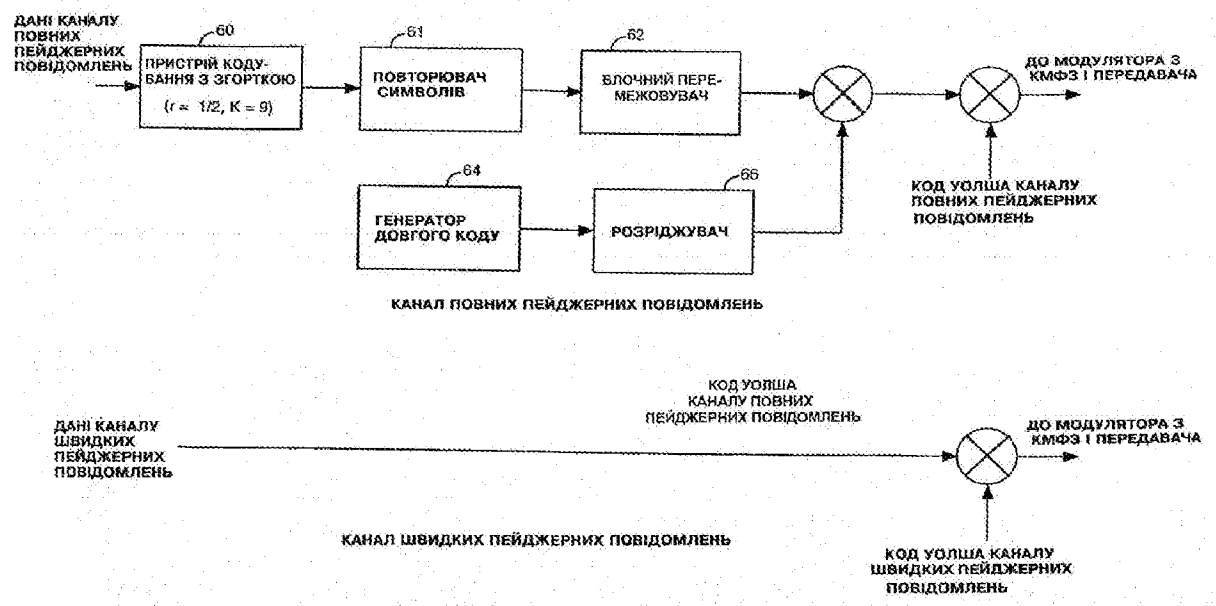 ДАНІ КАНАЛУ
ПОВНИХ
ПЕЙДЖЕРНИХ
ПОВІДОМЛЕНЬ
60
ПРИСТРІЙ КОДУ-
ВАННЯ З ЗГОРТКОЮ
(r = 1/2, K = 9)
61
ПОВТОРЮВАЧ
СИМВОЛІВ
62
БЛОЧНИЙ ПЕРЕ-
МЕЖОВУВАЧ
ДО МОДУЛЯТОРА З
КМФЗ І ПЕРЕДАВАЧА
КОД УОЛША КАНАЛУ
ПОВНИХ ПЕЙДЖЕРНИХ
ПОВІДОМЛЕНЬ
64
ГЕНЕРАТОР
ДОВГОГО КОДУ
66
РОЗРІДЖУВАЧ
КАНАЛ ПОВНИХ ПЕЙДЖЕРНИХ ПОВІДОМЛЕНЬ
КОД УОЛША
КАНАЛУ ПОВНИХ
ПЕЙДЖЕРНИХ ПОВІДОМЛЕНЬ
ДАНІ КАНАЛУ
ШВИДКИХ
ПЕЙДЖЕРНИХ
ПОВІДОМЛЕНЬ
ДО МОДУЛЯТОРА З
КМФЗ І ПЕРЕДАВАЧА
КАНАЛ ШВИДКИХ ПЕЙДЖЕРНИХ ПОВІДОМЛЕНЬ
КОД УОЛША КАНАЛУ
ШВИДКИХ ПЕЙДЖЕРНИХ
ПОВІДОМЛЕНЬ